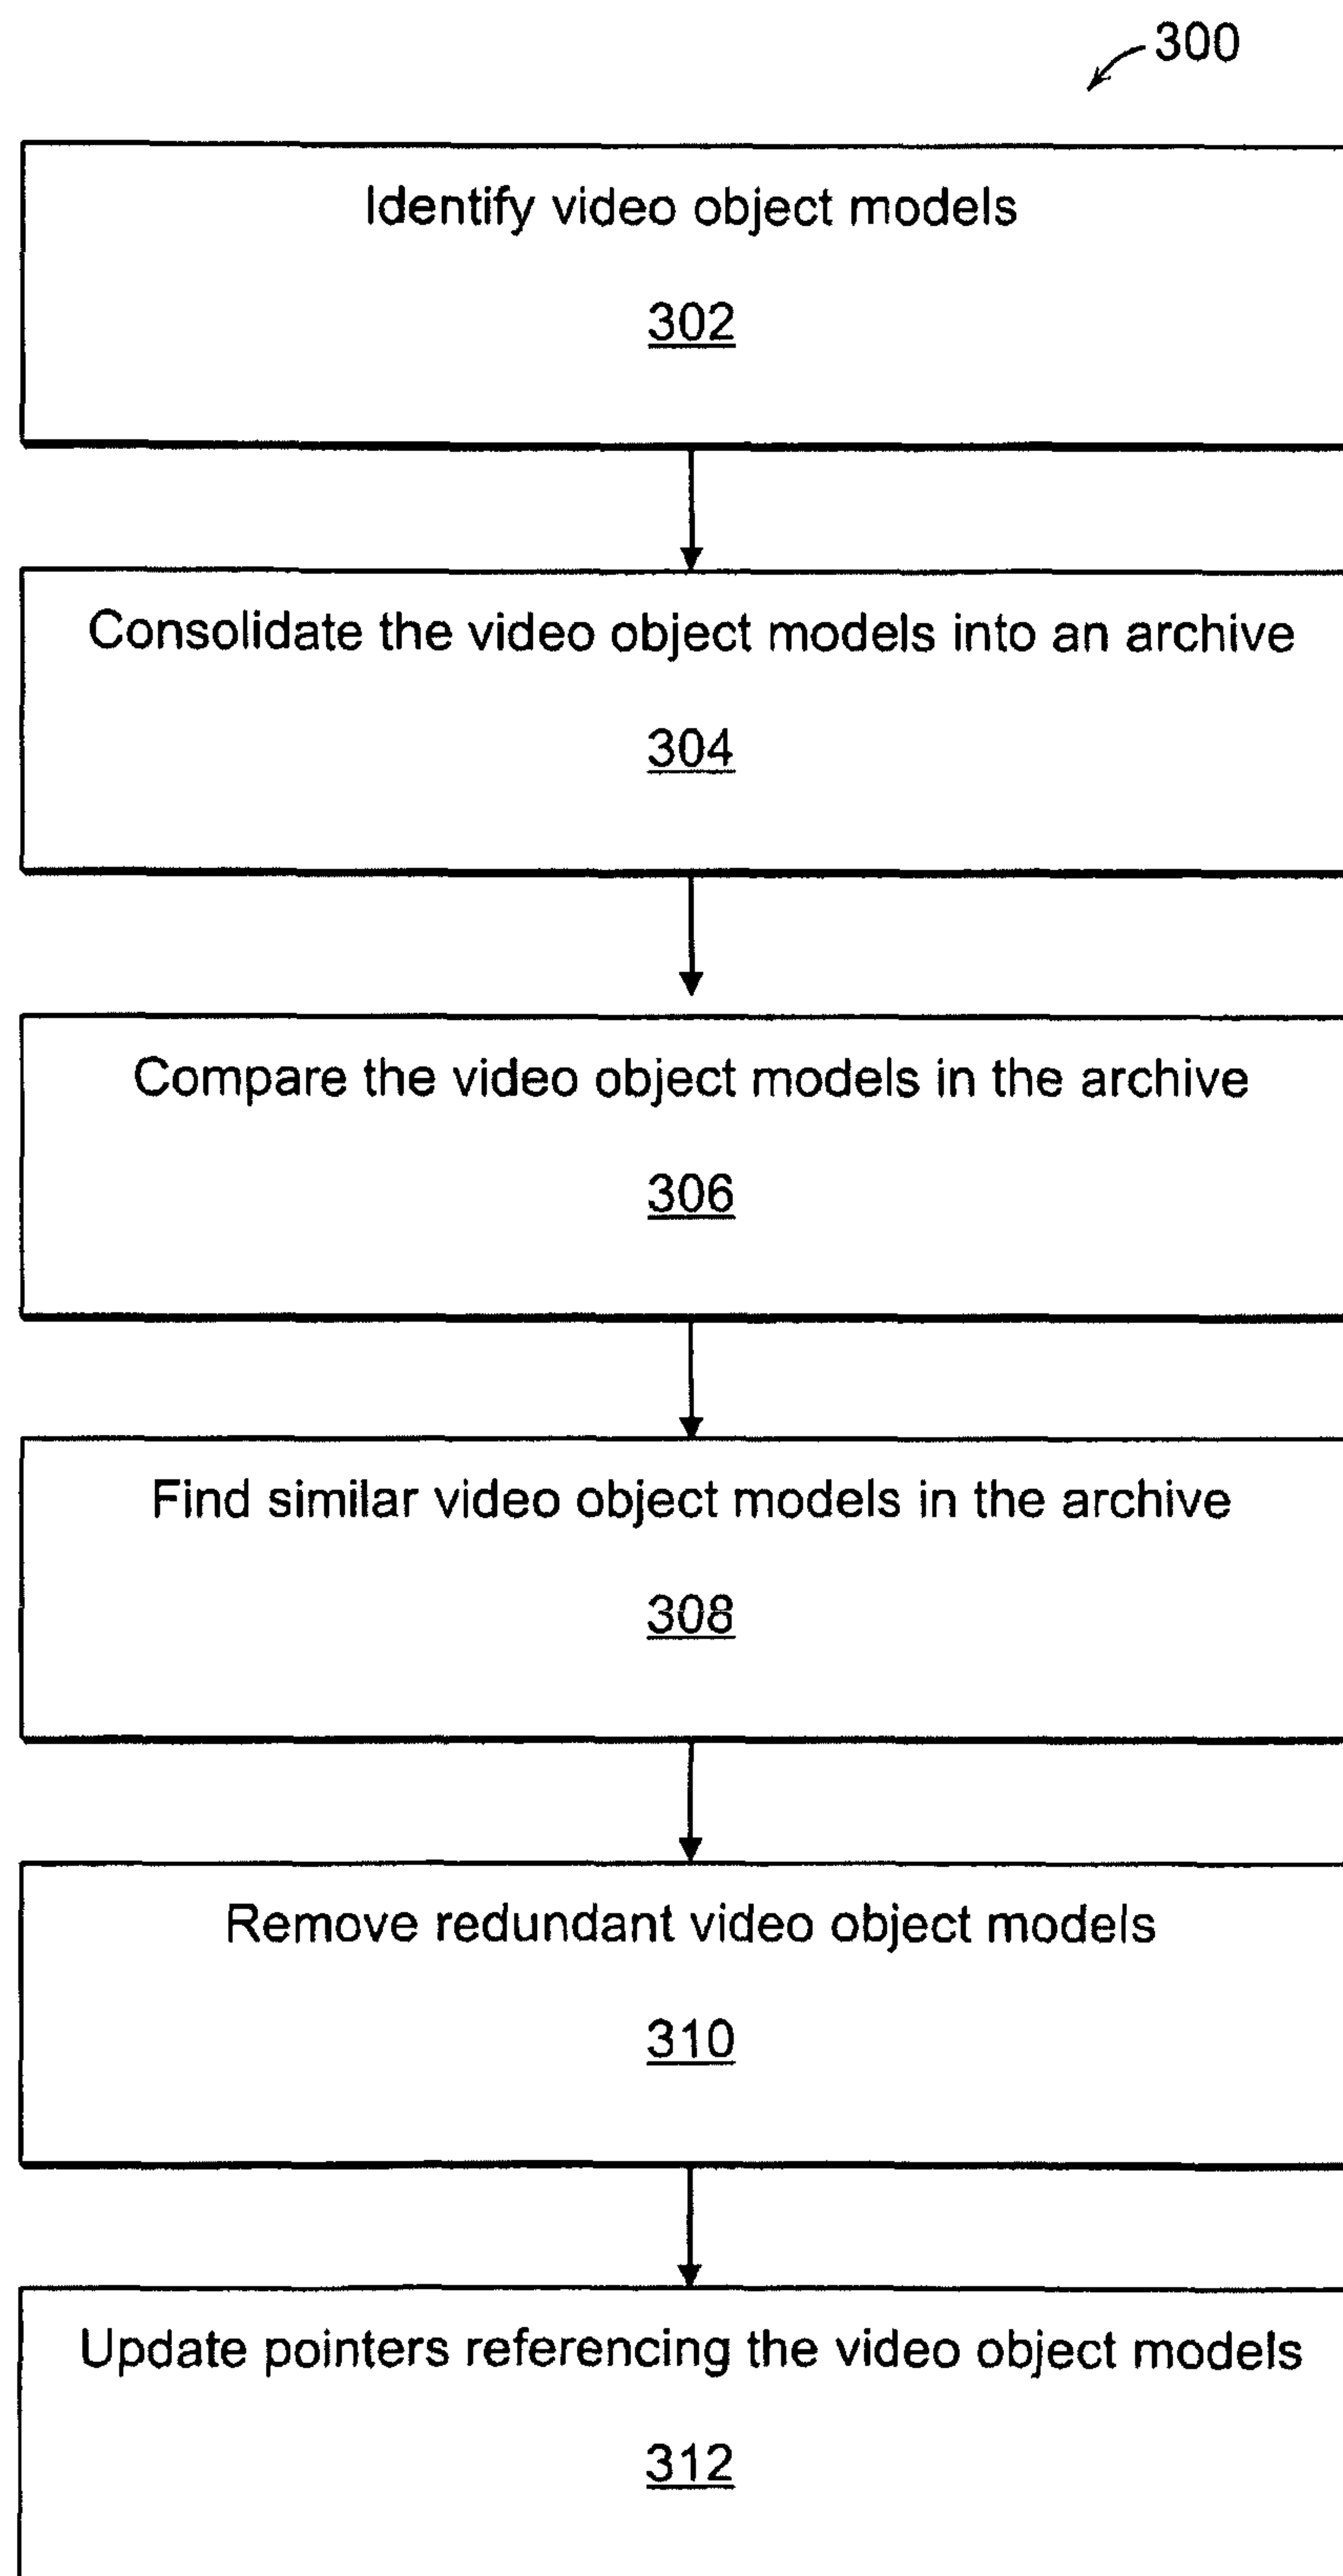 300
Identify video object models
302
Consolidate the video object models into an archive
304
Compare the video object models in the archive
306
Find similar video object models in the archive
308
Remove redundant video object models
310
Update pointers referencing the video object models
312